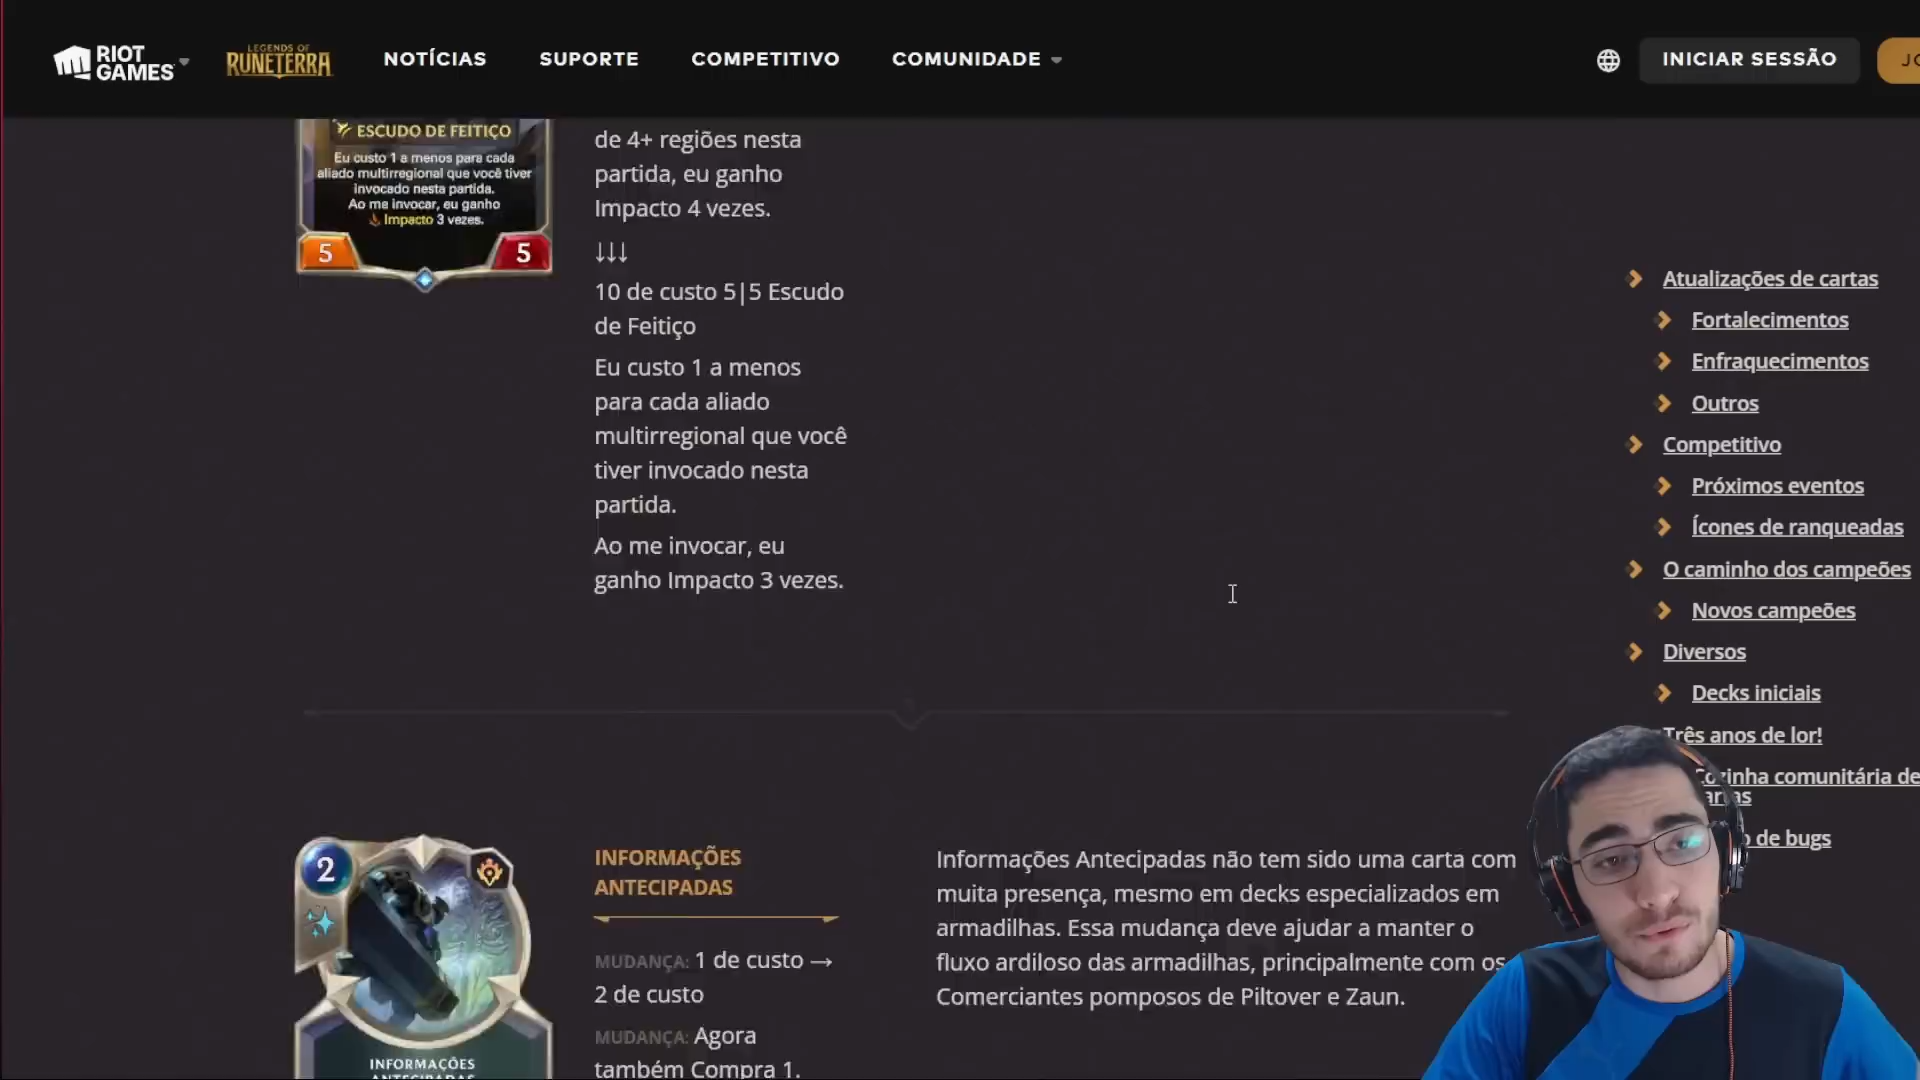 RIOT GAMES
LEGENDS OF RUNETERRA
NOTÍCIAS
SUPORTE
COMPETITIVO
COMUNIDADE
INICIAR SESSÃO
ESCUDO DE FEITIÇO
Eu custo 1 a menos para cada
aliado multirregional que você tiver
invocado nesta partida.
Ao me invocar, eu ganho
Impacto 3 vezes.
5
5
de 4+ regiões nesta
partida, eu ganho
Impacto 4 vezes.
↓↓↓
10 de custo 5|5 Escudo
de Feitiço
Eu custo 1 a menos
para cada aliado
multirregional que você
tiver invocado nesta
partida.
Ao me invocar, eu
ganho Impacto 3 vezes.
2
INFORMAÇÕES
INFORMAÇÕES
ANTECIPADAS
MUDANÇA: 1 de custo →
2 de custo
MUDANÇA: Agora
também Compra 1.
Informações Antecipadas não tem sido uma carta com
muita presença, mesmo em decks especializados em
armadilhas. Essa mudança deve ajudar a manter o
fluxo ardiloso das armadilhas, principalmente com os
Comerciantes pomposos de Piltover e Zaun.
Atualizações de cartas
Fortalecimentos
Enfraquecimentos
Outros
Competitivo
Próximos eventos
Ícones de ranqueadas
O caminho dos campeões
Novos campeões
Diversos
Decks iniciais
Três anos de lor!
Cozinha comunitária de
de bugs